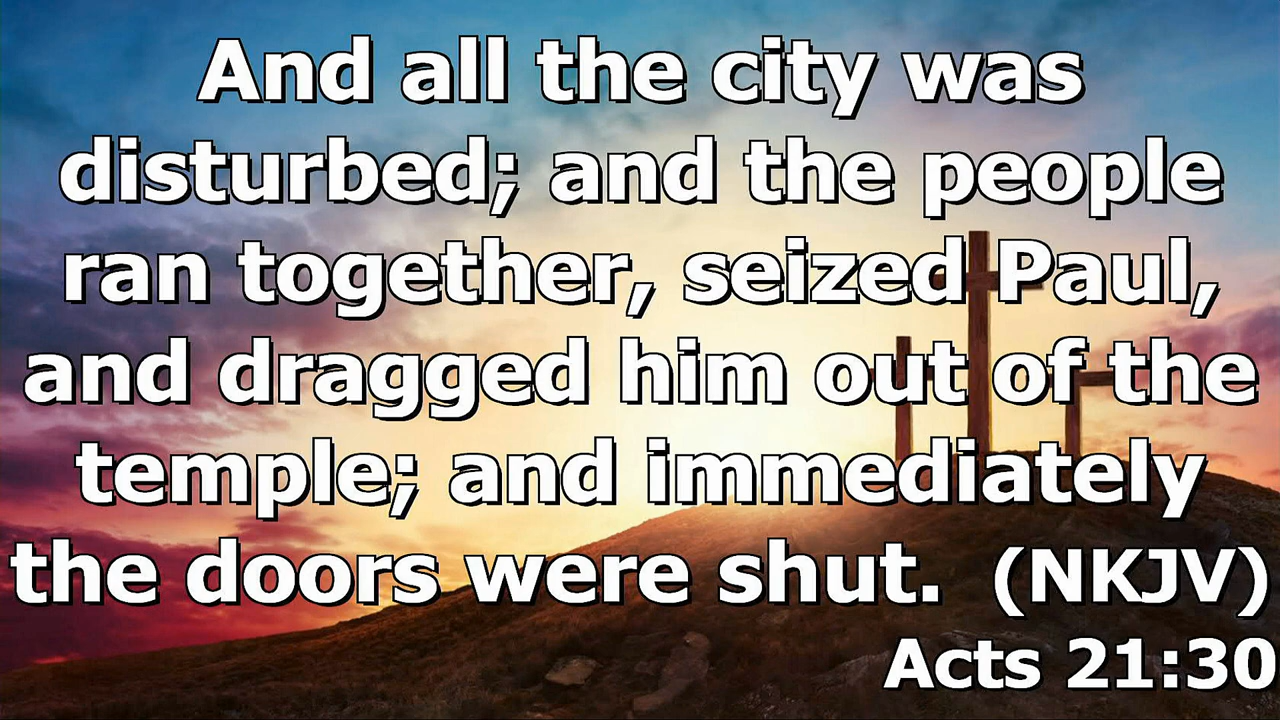 And all the city was
disturbed; and the people
ran together, seized Paul,
and dragged him out of the
temple; and immediately
the doors were shut.  (NKJV)
Acts 21:30